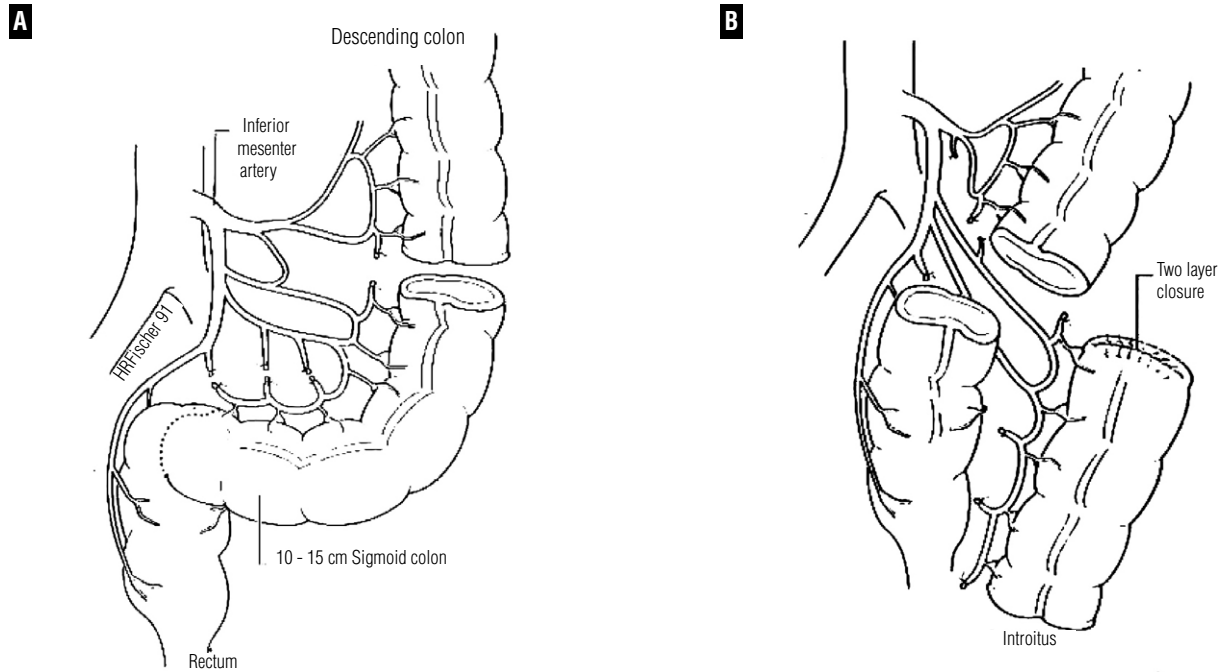 A
Descending colon
Inferior
mesenter
artery
HRFischer 91
10 - 15 cm Sigmoid colon
Rectum
B
Two layer
closure
Introitus